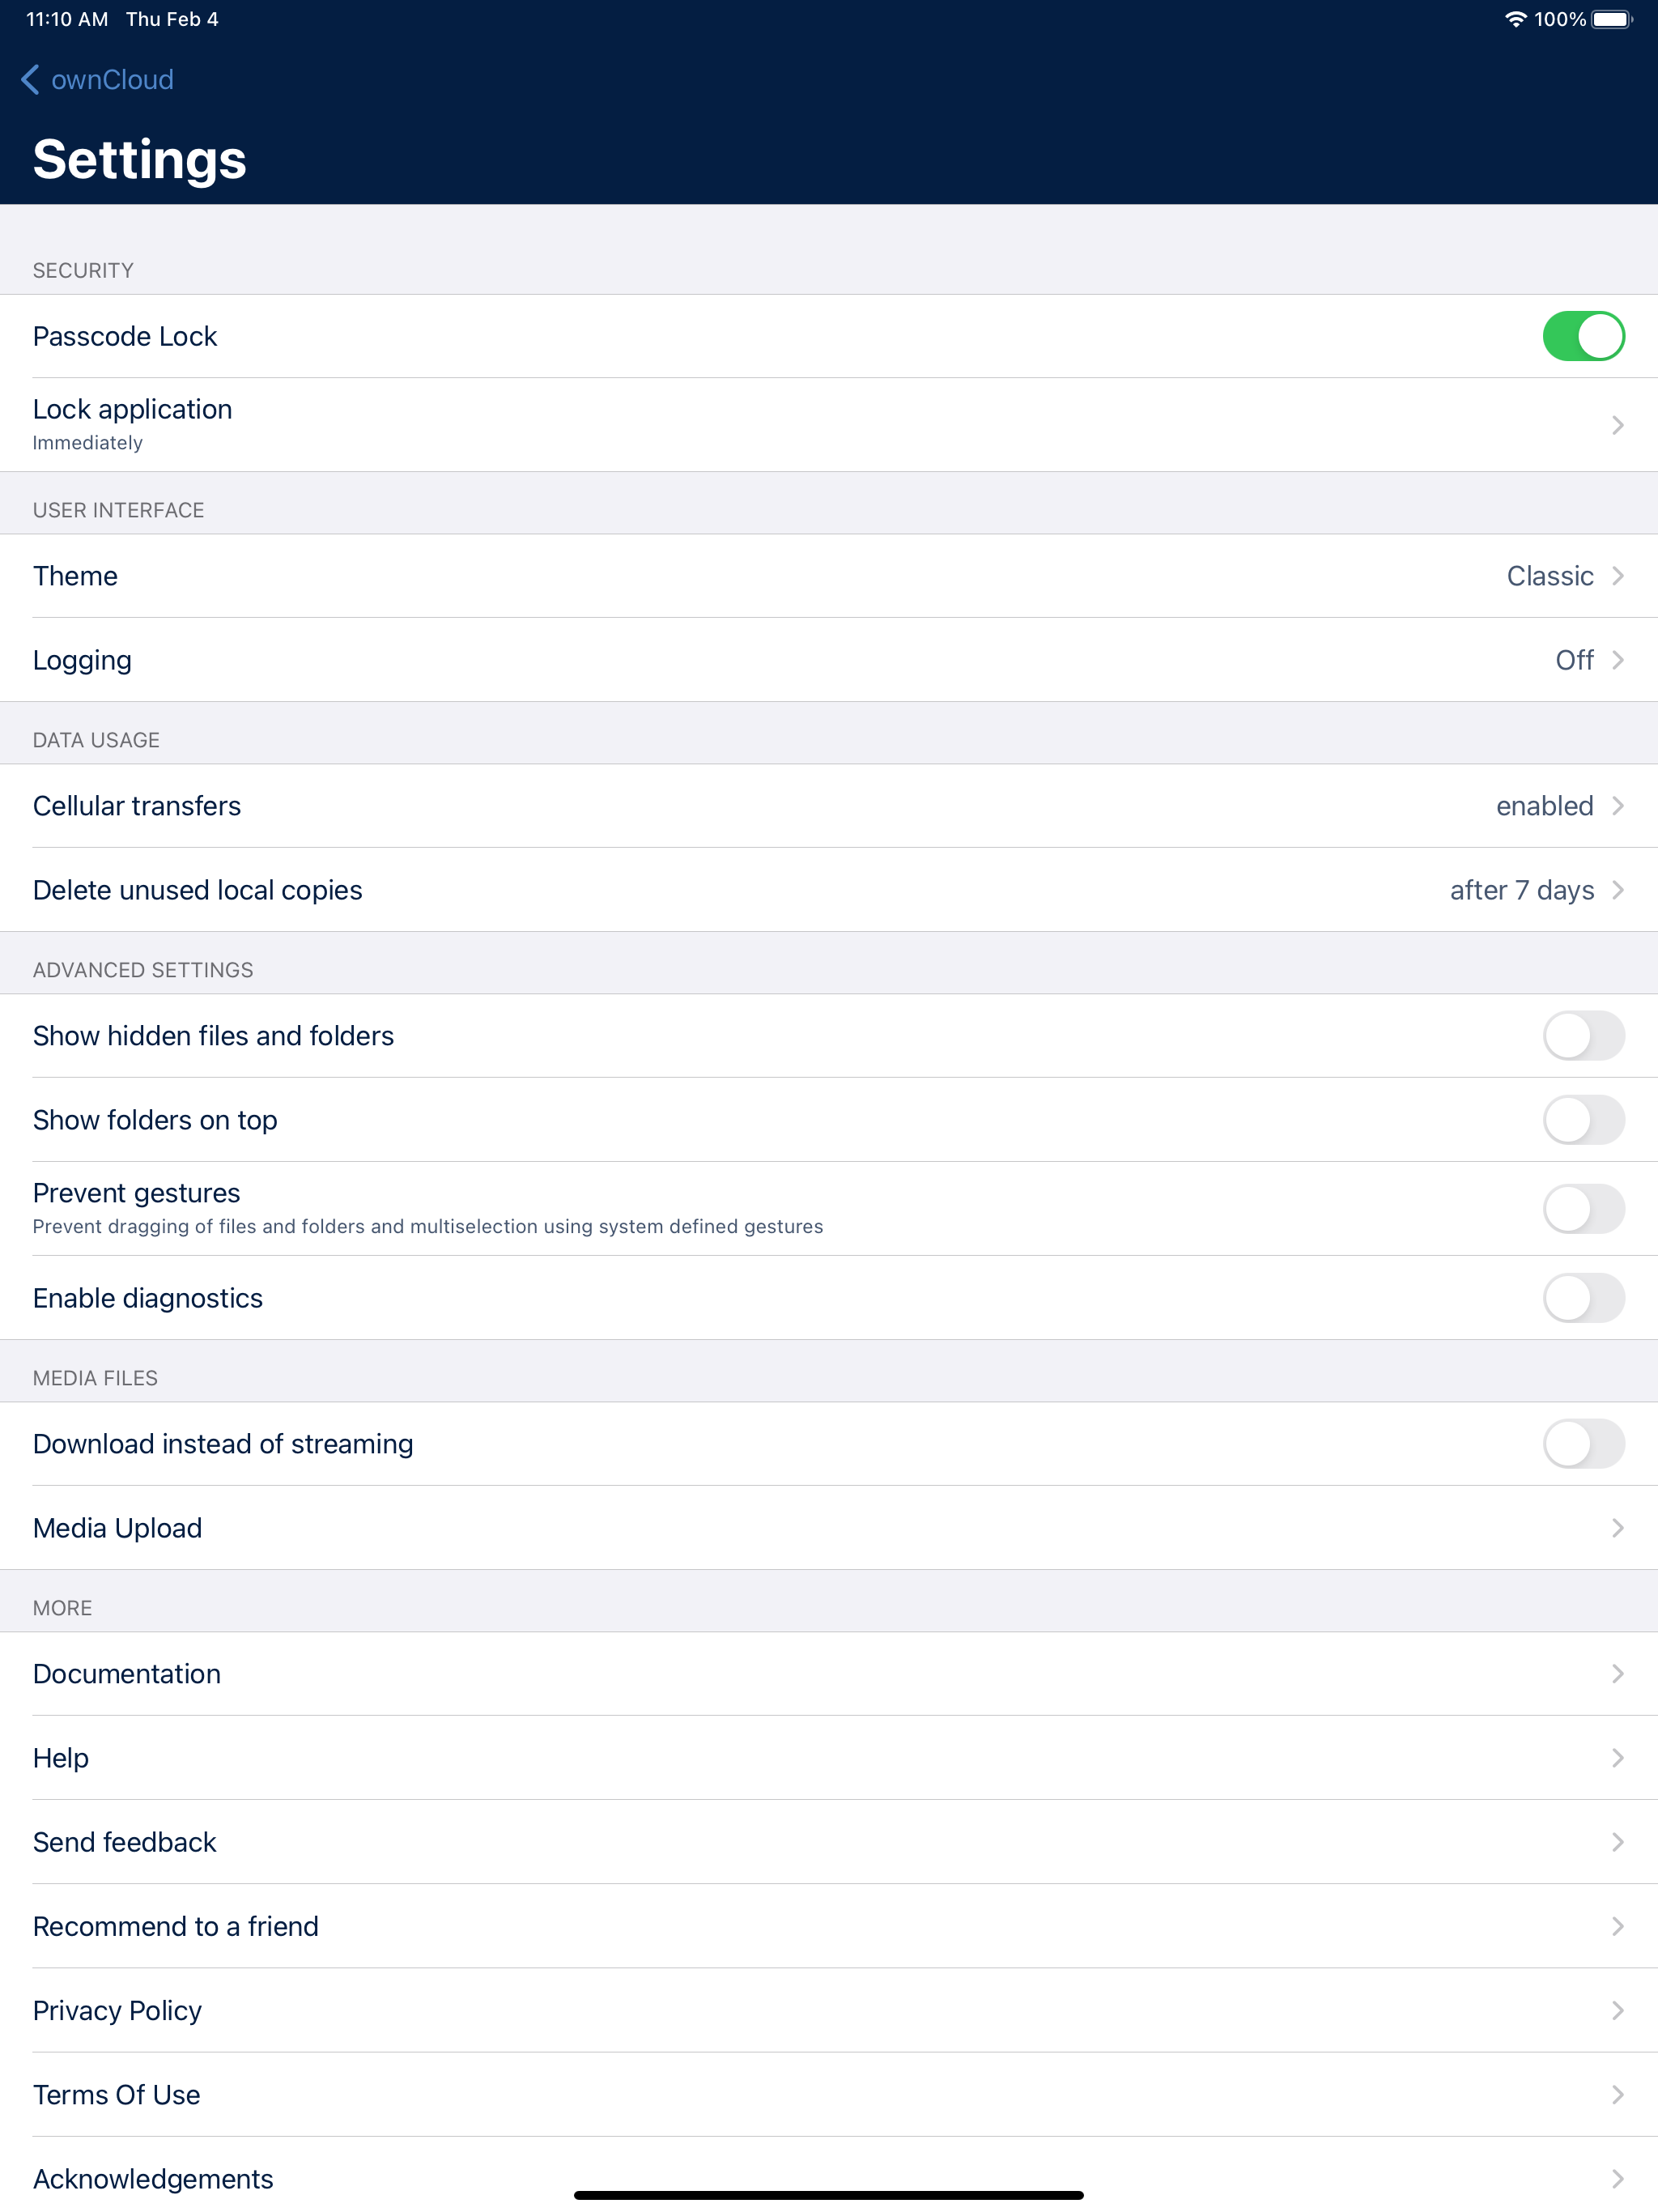 11:10 AM Thu Feb 4 100%
ownCloud
Settings
SECURITY
Passcode Lock
Lock application
Immediately
USER INTERFACE
Theme Classic
Logging Off
DATA USAGE
Cellular transfers enabled
Delete unused local copies after 7 days
ADVANCED SETTINGS
Show hidden files and folders
Show folders on top
Prevent gestures
Prevent dragging of files and folders and multiselection using system defined gestures
Enable diagnostics
MEDIA FILES
Download instead of streaming
Media Upload
MORE
Documentation
Help
Send feedback
Recommend to a friend
Privacy Policy
Terms Of Use
Acknowledgements